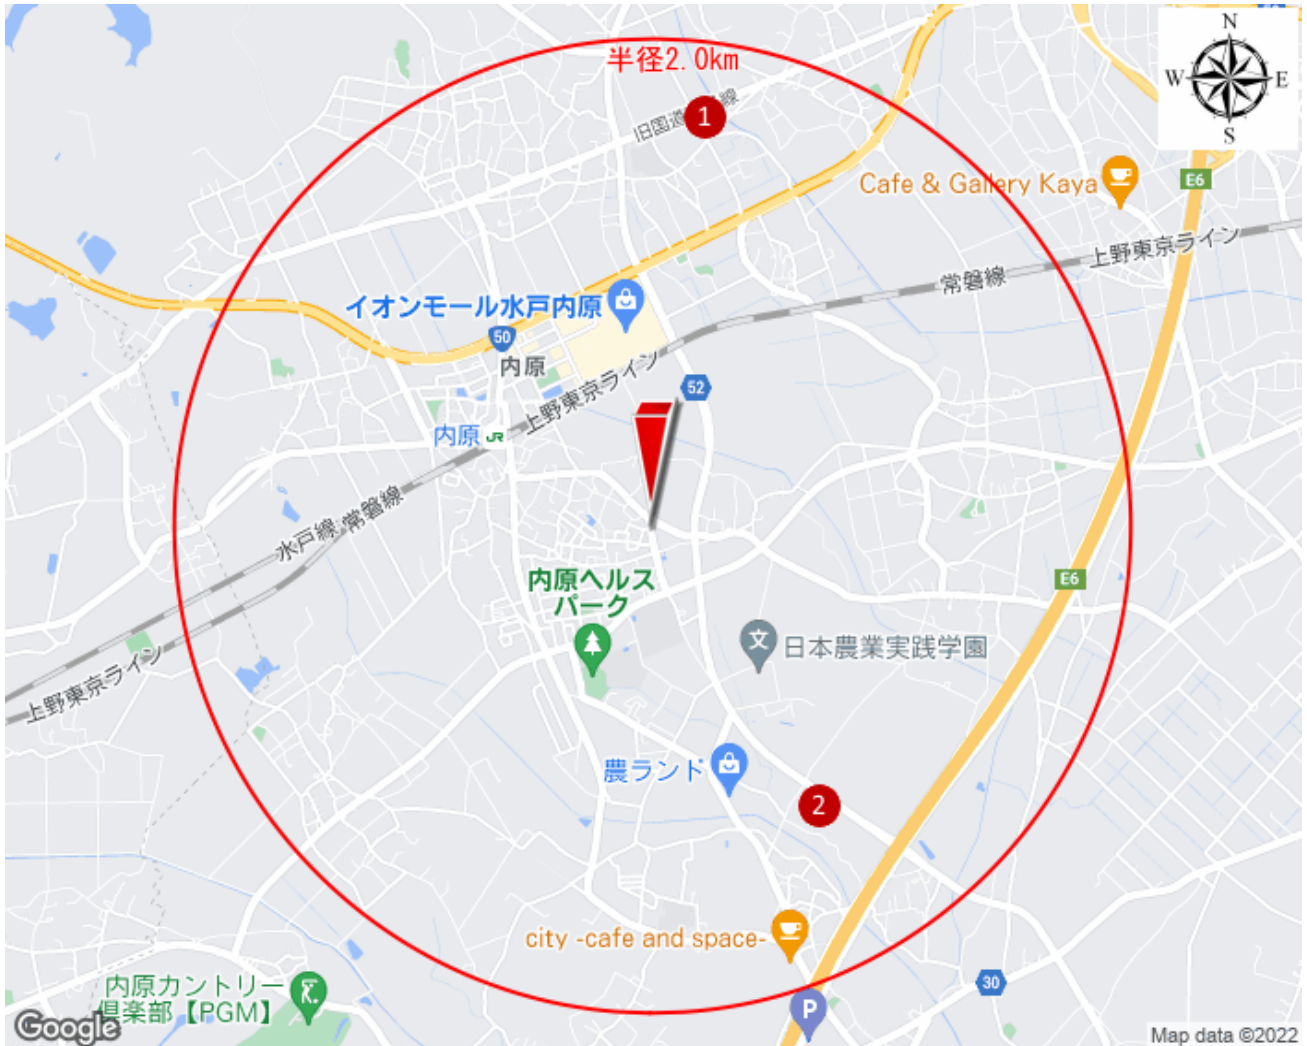 N
W E
S
半径2.0km
旧国道
線
1
Cafe & Gallery Kaya
E6
上野東京ライン
常磐線
イオンモール水戸内原
50
内原
上野東京ライン
52
内原 JR
水戸線
常磐線
内原ヘルス
パーク
E6
文
日本農業実践学園
上野東京ライン
農ランド
2
city -cafe and space-
内原カントリー
倶楽部【PGM】
30
P
Google
Map data ©2022